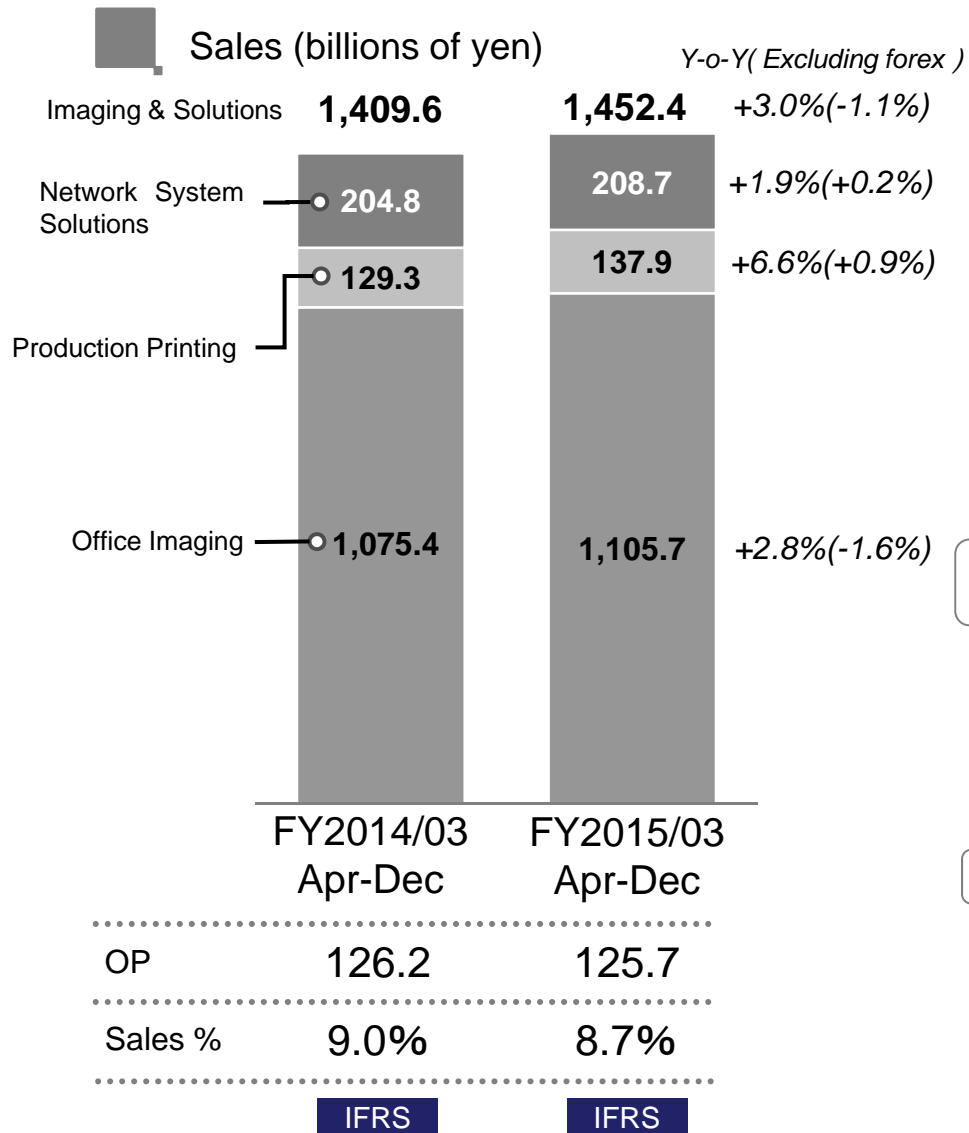 Sales (billions of yen)
Y-o-Y( Excluding forex )
Imaging & Solutions 1,409.6 1,452.4 +3.0%(-1.1%)
Network System
Solutions
204.8 208.7 +1.9%(+0.2%)
129.3 137.9 +6.6%(+0.9%)
Production Printing
Office Imaging 1,075.4 1,105.7 +2.8%(-1.6%)
FY2014/03 FY2015/03
Apr-Dec Apr-Dec
OP 126.2 125.7
Sales % 9.0% 8.7%
IFRS IFRS